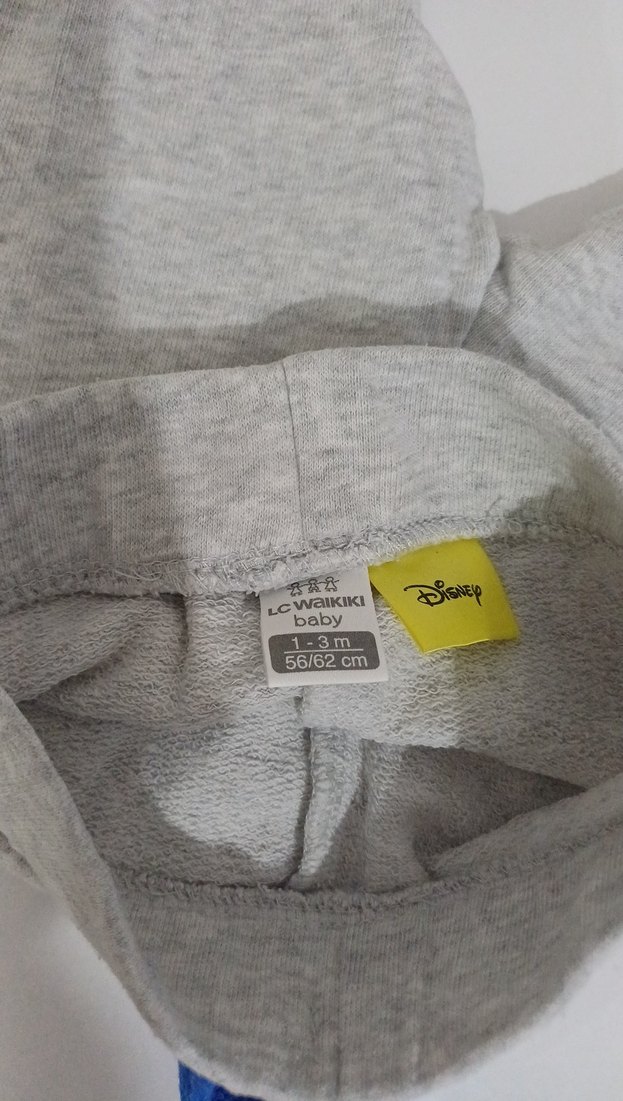 LC WAIKIKI
baby
1 - 3 m
56/62 cm
Disney